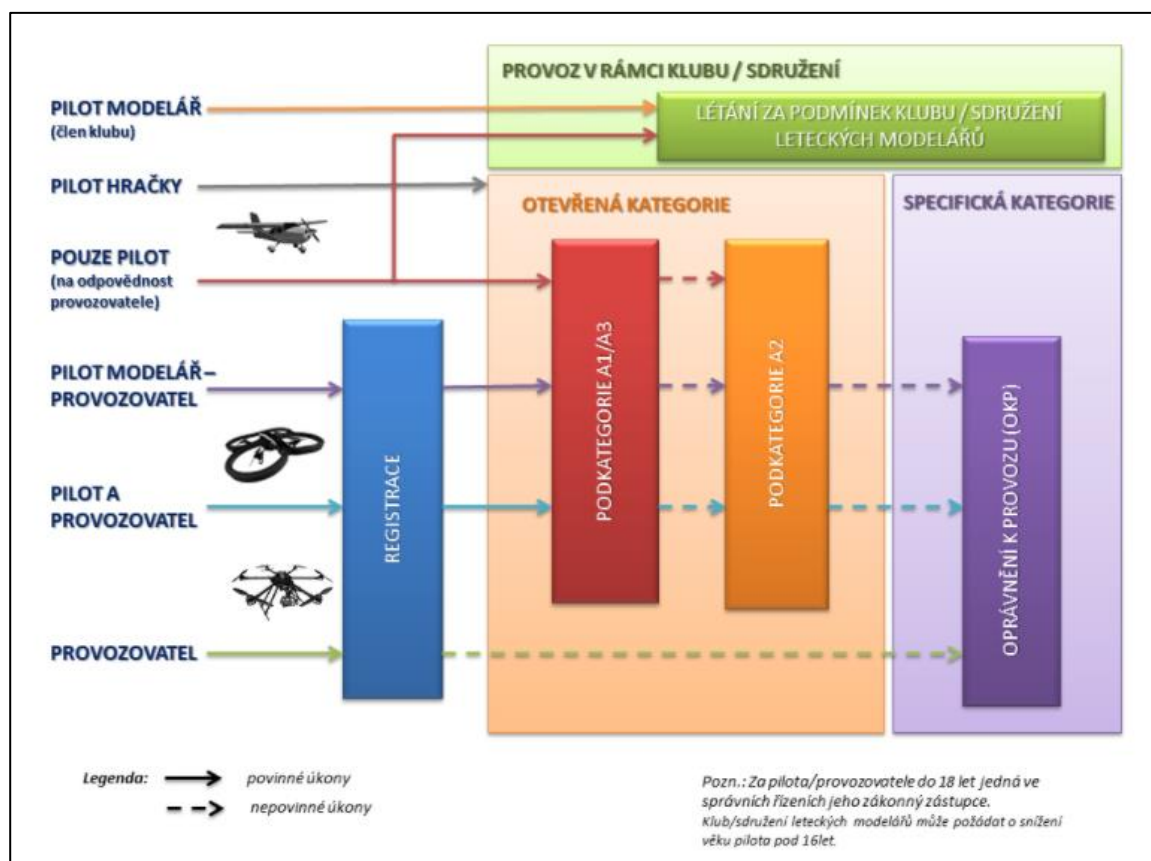 PROVOZ V RÁMCI KLUBU / SDRUŽENÍ
PILOT MODELÁŘ
(člen klubu)
LÉTÁNÍ ZA PODMÍNEK KLUBU / SDRUŽENÍ
LETECKÝCH MODELÁŘŮ
PILOT HRAČKY
OTEVŘENÁ KATEGORIE
SPECIFICKÁ KATEGORIE
POUZE PILOT
(na odpovědnost
provozovatele)
PILOT MODELÁŘ –
PROVOZOVATEL
PILOT A
PROVOZOVATEL
PROVOZOVATEL
REGISTRACE
PODKATEGORIE A1/A3
PODKATEGORIE A2
OPRÁVNĚNÍ K PROVOZU (OKP)
Legenda:
povinné úkony
nepovinné úkony
Pozn.: Za pilota/provozovatele do 18 let jedná ve
správních řízeních jeho zákonný zástupce.
Klub/sdružení leteckých modelářů může požádat o snížení
věku pilota pod 16let.